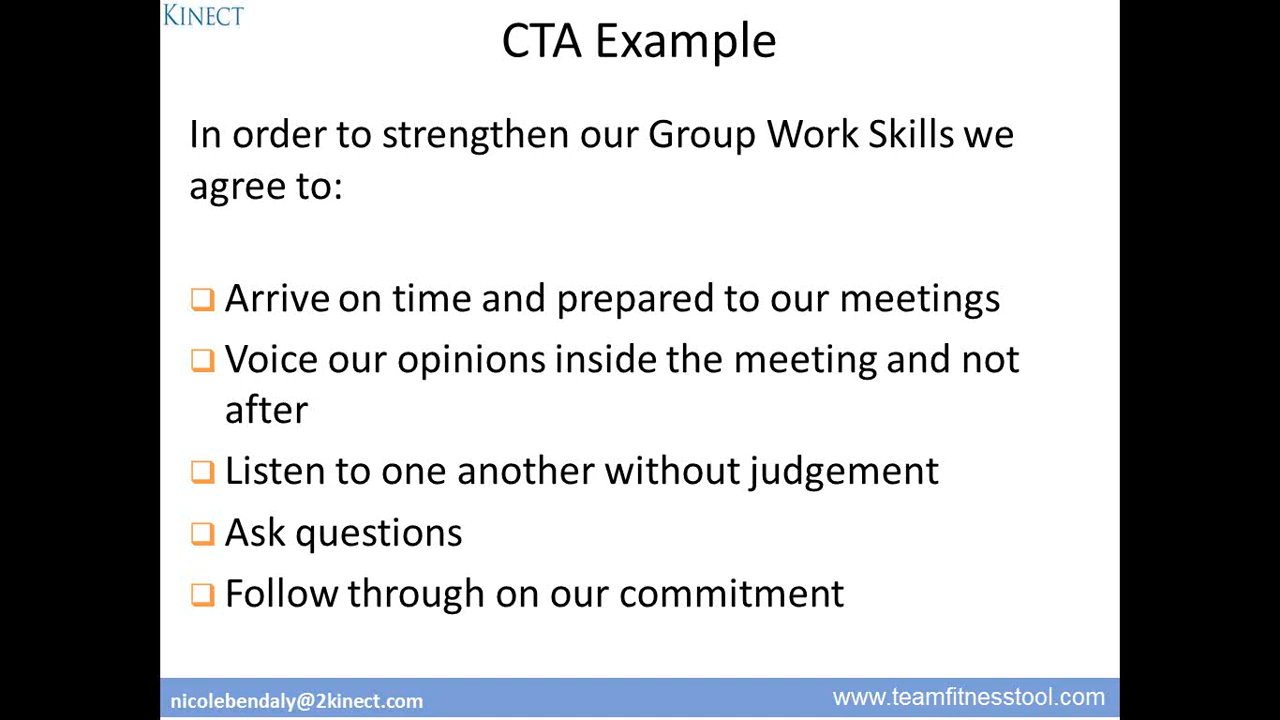 KINECT
CTA Example
In order to strengthen our Group Work Skills we
agree to:
Arrive on time and prepared to our meetings
Voice our opinions inside the meeting and not
after
Listen to one another without judgement
Ask questions
Follow through on our commitment
nicolebendaly@2kinect.com
www.teamfitnesstool.com